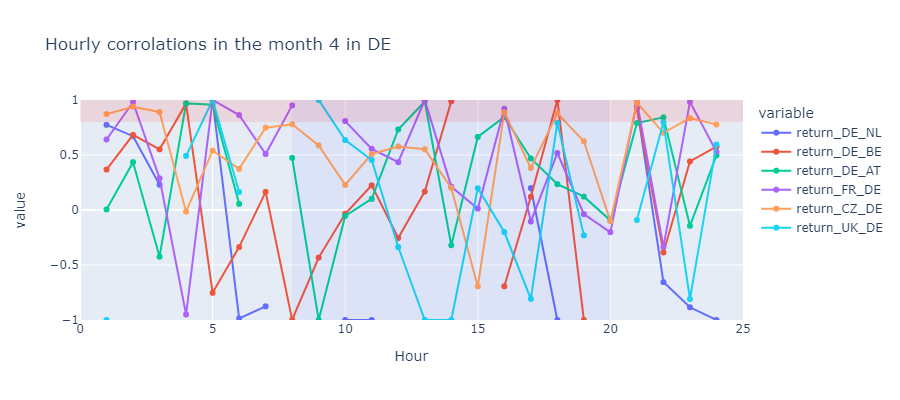 Hourly corrolations in the month 4 in DE
variable
return_DE_NL
return_DE_BE
return_DE_AT
return_FR_DE
return_CZ_DE
return_UK_DE
value
1
0.5
0
−0.5
−1
0
5
10
15
20
25
Hour